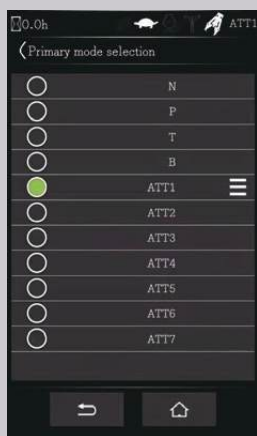 0.0h ATT1
Primary mode selection
N
P
T
B
ATT1
ATT2
ATT3
ATT4
ATT5
ATT6
ATT7